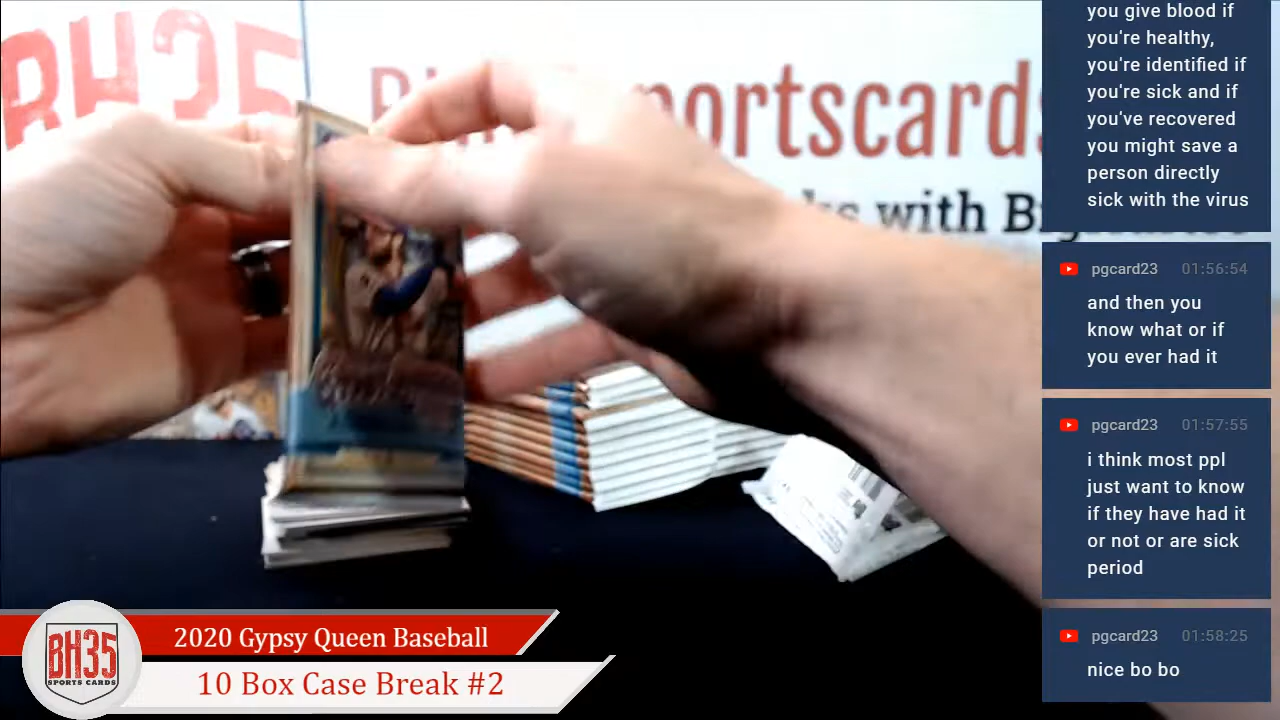 BH35
portscards
ks with B
you give blood if
you're healthy,
you're identified if
you're sick and if
you've recovered
you might save a
person directly
sick with the virus
pgcard23 01:56:54
and then you
know what or if
you ever had it
pgcard23 01:57:55
i think most ppl
just want to know
if they have had it
or not or are sick
period
pgcard23 01:58:25
nice bo bo
BH35
SPORTS CARDS
2020 Gypsy Queen Baseball
10 Box Case Break #2